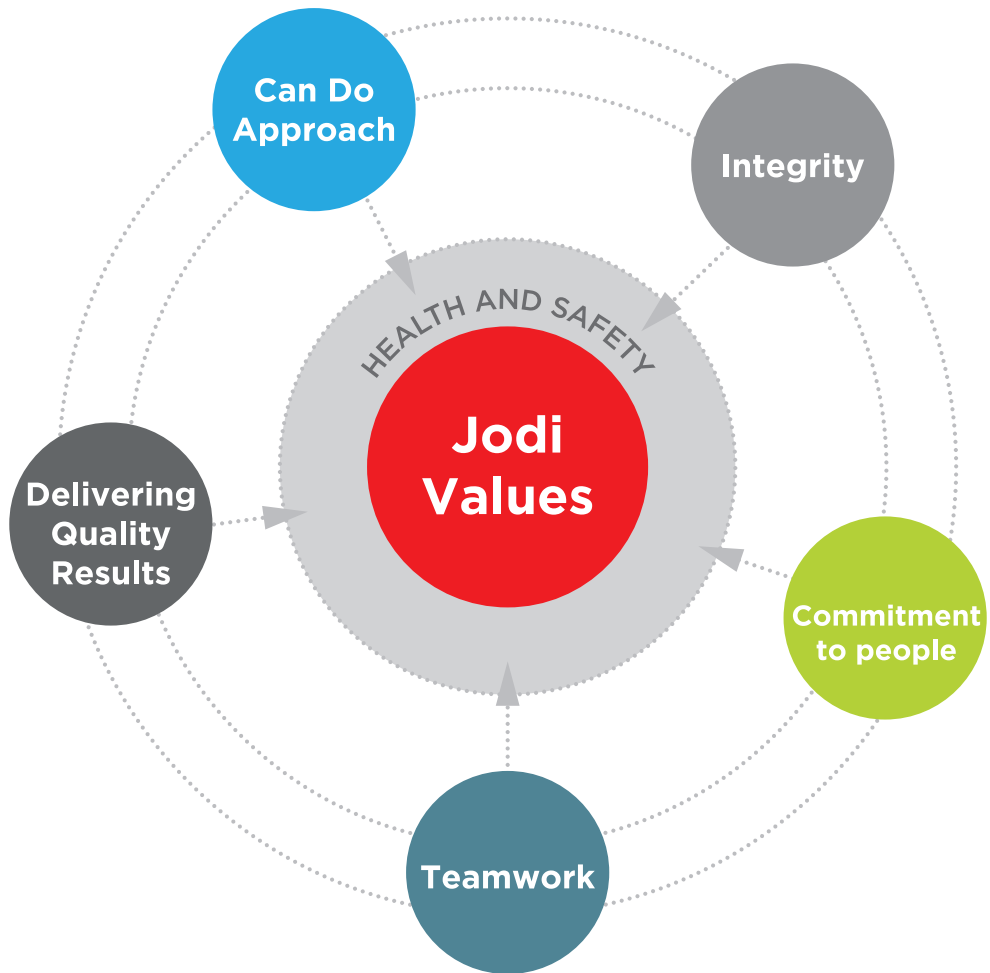 Can Do
Approach
Integrity
HEALTH AND SAFETY
Jodi
Values
Delivering
Quality
Results
Commitment
to people
Teamwork